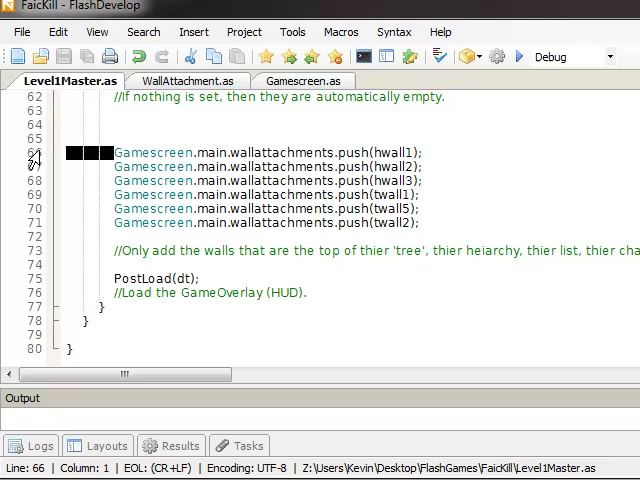 FaicKill - FlashDevelop
File Edit View Search Insert Project Tools Macros Syntax Help
Debug
Level1Master.as WallAttachment.as Gamescreen.as
62 //If nothing is set, then they are automatically empty.
63
64
65
Gamescreen.main.wallattachments.push(hwall1);
Gamescreen.main.wallattachments.push(hwall2);
68 Gamescreen.main.wallattachments.push(hwall3);
69 Gamescreen.main.wallattachments.push(twall1);
70 Gamescreen.main.wallattachments.push(twall5);
71 Gamescreen.main.wallattachments.push(twall2);
72
73 //Only add the walls that are the top of thier 'tree', thier heiarchy, thier list, thier cha
74
75 PostLoad(dt);
76 //Load the GameOverlay (HUD).
77 }
78 }
79
80 }
Output
Logs Layouts Results Tasks
Line: 66 Column: 1 EOL: (CR+LF) Encoding: UTF-8 Z:\Users\Kevin\Desktop\FlashGames\FaicKill\Level1Master.as